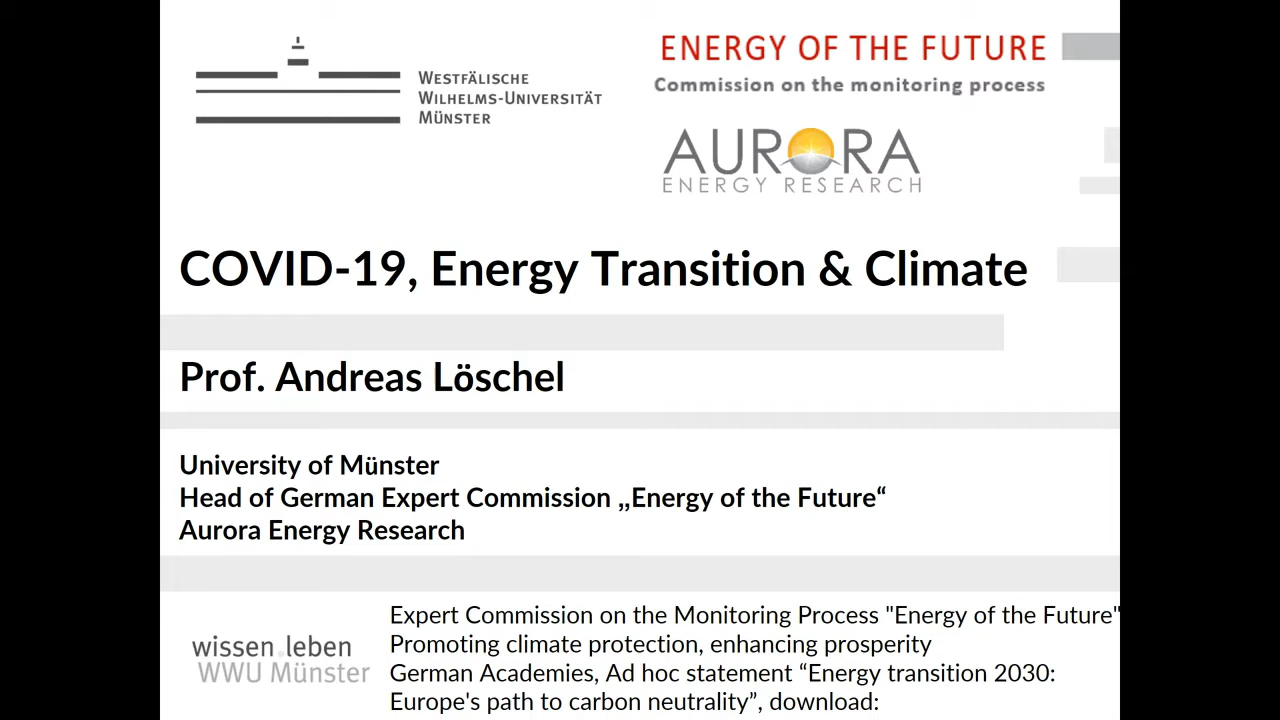 WESTFÄLISCHE
WILHELMS-UNIVERSITÄT
MÜNSTER
ENERGY OF THE FUTURE
Commission on the monitoring process
AURORA
ENERGY RESEARCH
COVID-19, Energy Transition & Climate
Prof. Andreas Löschel
University of Münster
Head of German Expert Commission „Energy of the Future“
Aurora Energy Research
wissen.leben
WWU Münster
Expert Commission on the Monitoring Process "Energy of the Future"
Promoting climate protection, enhancing prosperity
German Academies, Ad hoc statement “Energy transition 2030:
Europe's path to carbon neutrality”, download: